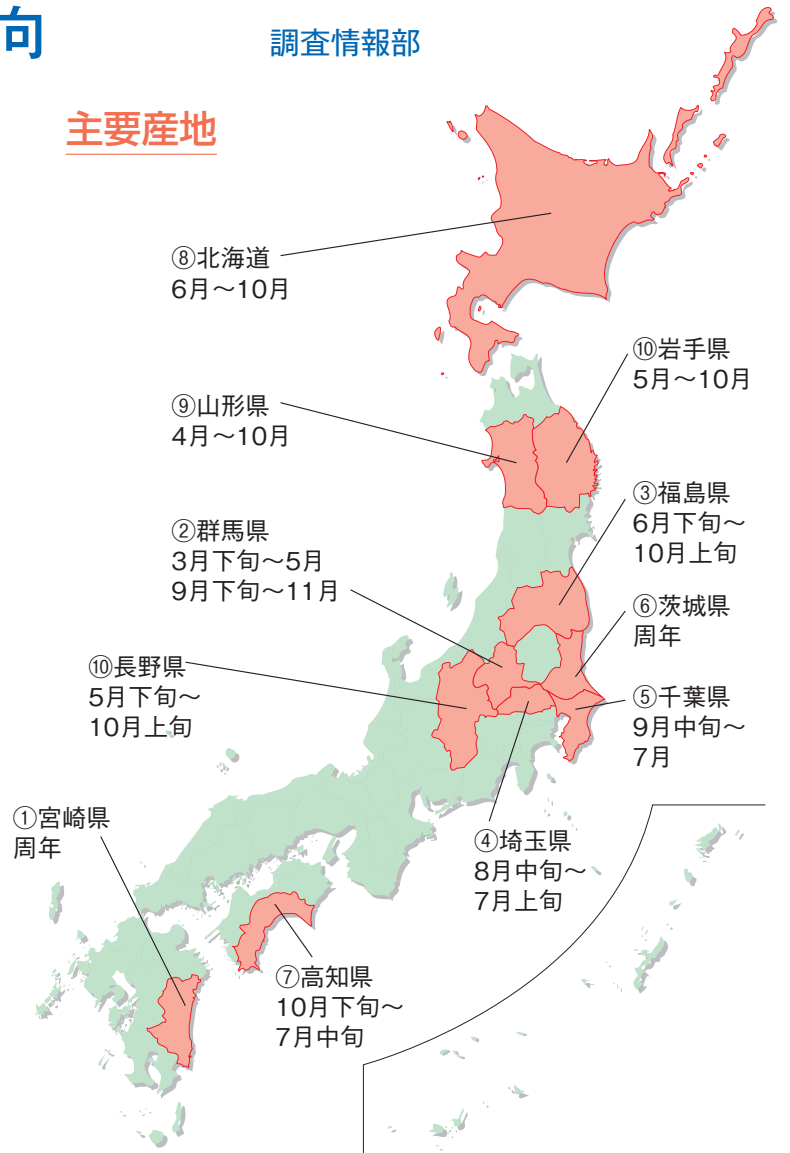 向
調査情報部
主要産地
⑧北海道
6月～10月
⑩岩手県
5月～10月
⑨山形県
4月～10月
③福島県
6月下旬～
10月上旬
②群馬県
3月下旬～5月
9月下旬～11月
⑥茨城県
周年
⑩長野県
5月下旬～
10月上旬
⑤千葉県
9月中旬～
7月
①宮崎県
周年
④埼玉県
8月中旬～
7月上旬
⑦高知県
10月下旬～
7月中旬